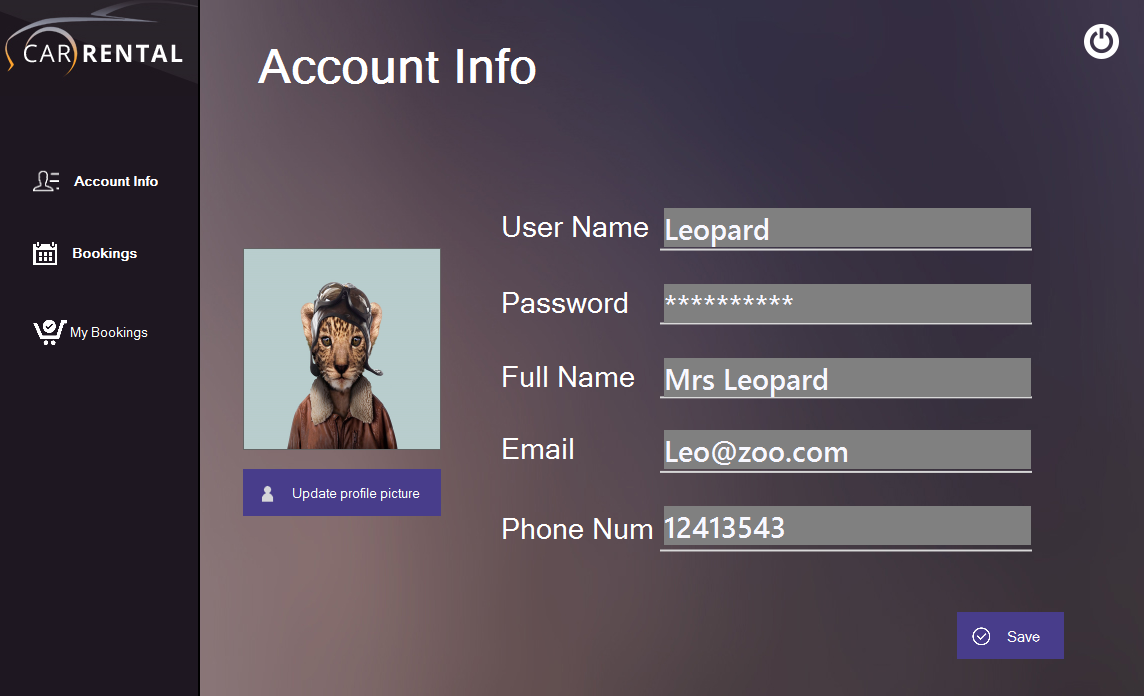 CAR RENTAL
Account Info
Account Info
Bookings
My Bookings
User Name Leopard
Password **********
Full Name Mrs Leopard
Email Leo@zoo.com
Phone Num 12413543
Update profile picture
Save